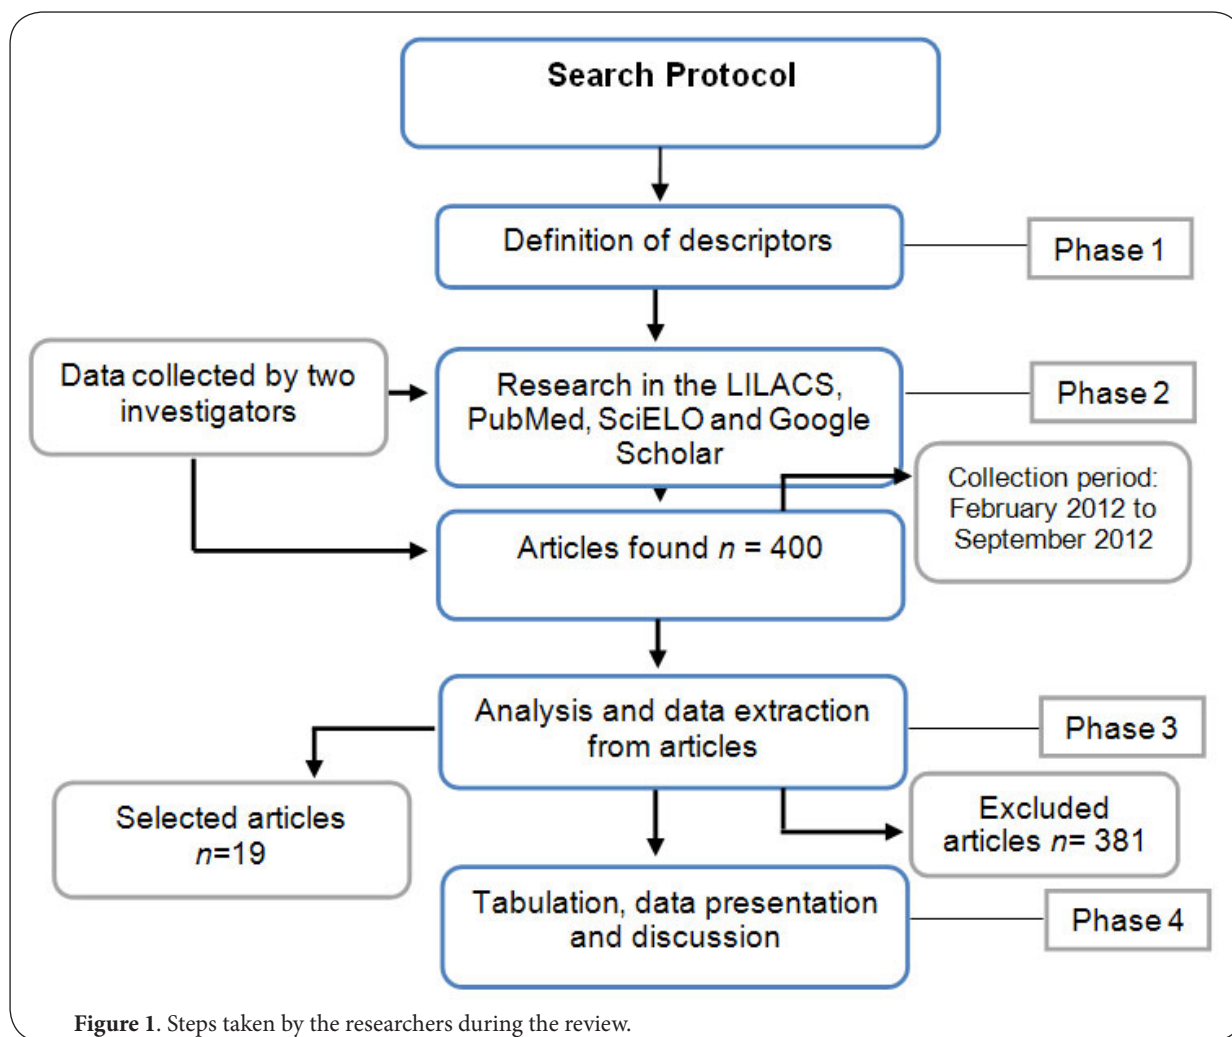 Search Protocol
Definition of descriptors
Phase 1
Data collected by two
investigators
Research in the LILACS,
PubMed, SciELO and Google
Scholar
Phase 2
Collection period:
February 2012 to
September 2012
Articles found n = 400
Analysis and data extraction
from articles
Phase 3
Selected articles
n=19
Excluded
articles n= 381
Tabulation, data presentation
and discussion
Phase 4
Figure 1. Steps taken by the researchers during the review.